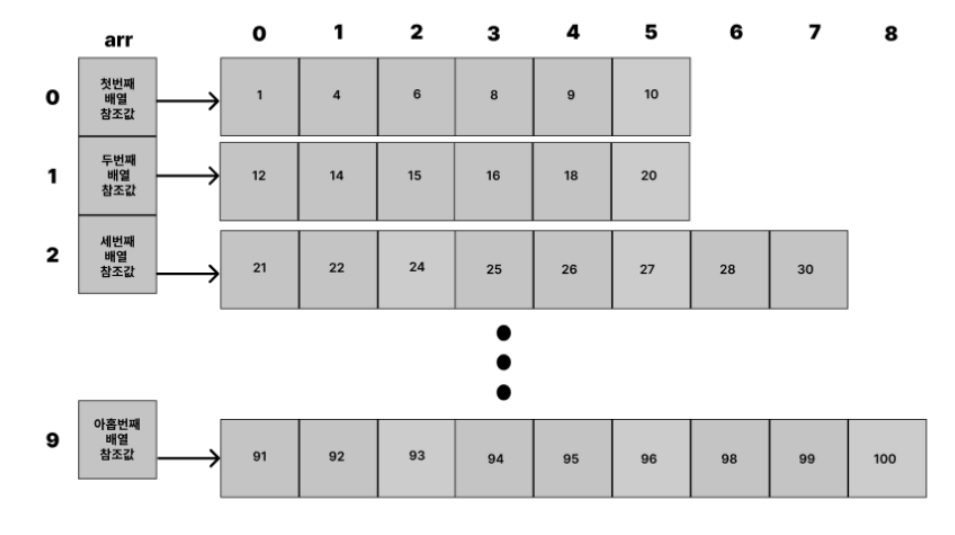 arr 0 1 2 3 4 5 6 7 8
0
첫번째
배열
참조값
1 4 6 8 9 10
1
두번째
배열
참조값
12 14 15 16 18 20
2
세번째
배열
참조값
21 22 24 25 26 27 28 30
9
아홉번째
배열
참조값
91 92 93 94 95 96 98 99 100